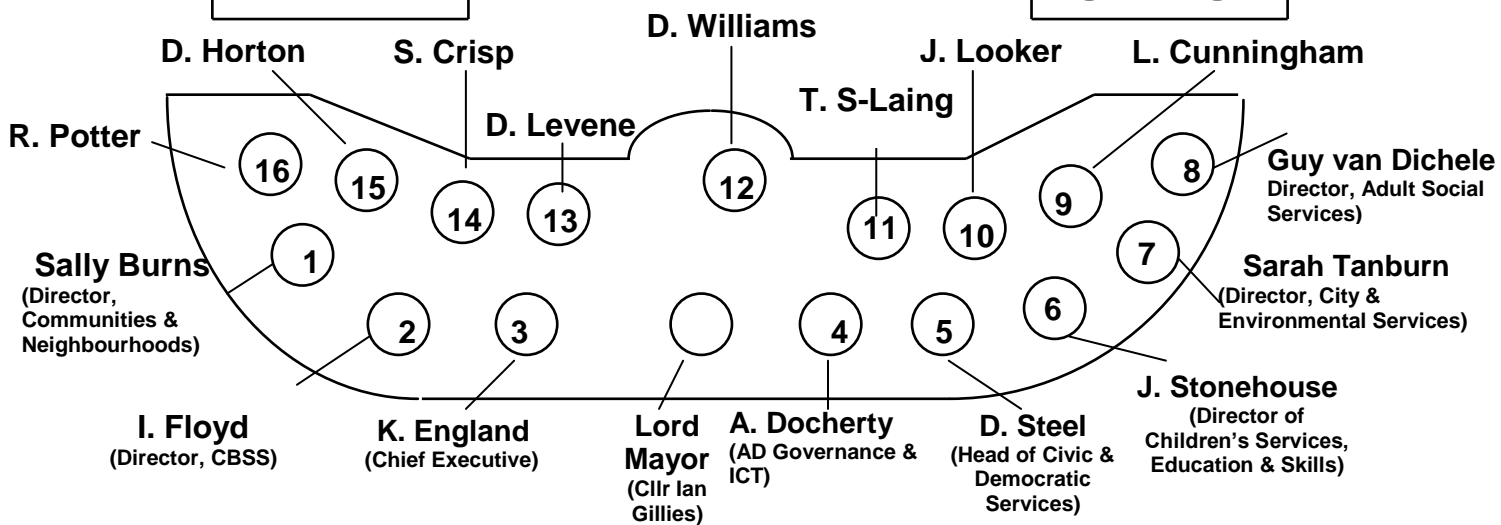 D. Williams
D. Horton
S. Crisp
J. Looker
L. Cunningham
T. S-Laing
D. Levene
R. Potter
16
15
14
13
12
11
10
9
8
Guy van Dichele
Director, Adult Social
Services)
1
7
Sally Burns
(Director,
Communities &
Neighbourhoods)
Sarah Tanburn
(Director, City &
Environmental Services)
2
3
4
5
6
I. Floyd
(Director, CBSS)
K. England
(Chief Executive)
Lord
Mayor
(Cllr Ian
Gillies)
A. Docherty
(AD Governance &
ICT)
D. Steel
(Head of Civic &
Democratic
Services)
J. Stonehouse
(Director of
Children's Services,
Education & Skills)